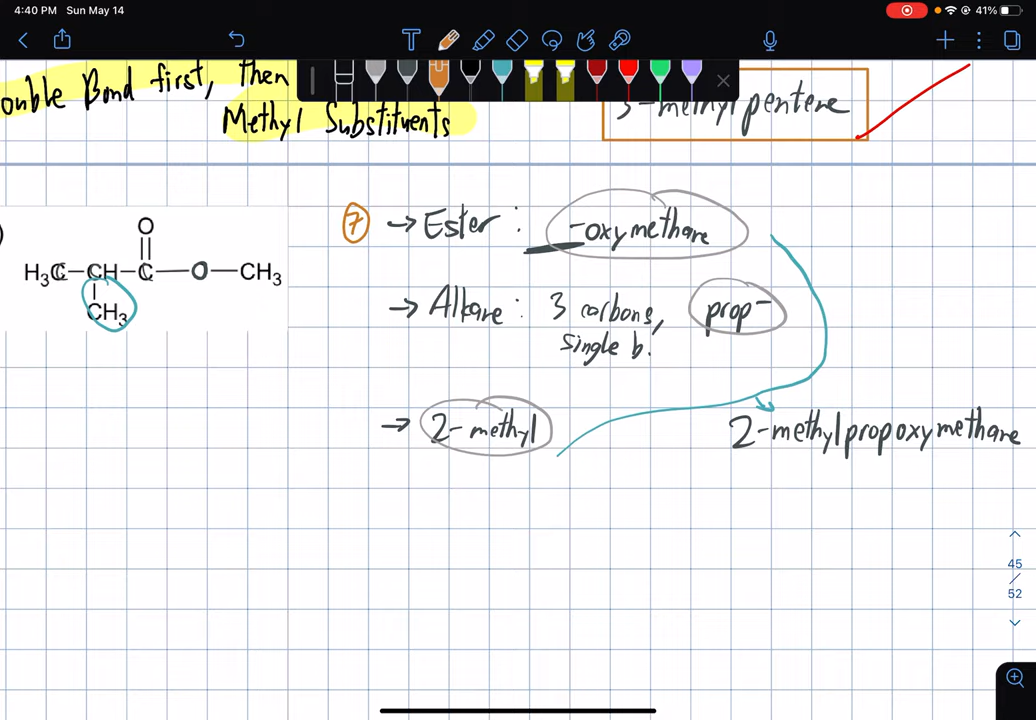 4:40 PM Sun May 14
41%
ouble Bond first, then
Methyl Substituents
3-methylpentene
7 → Ester: -oxymethane
O
H₃C-CH-C-O-CH₃
CH₃
→ Alkane: 3 carbons, prop-
single b.
→ 2-methyl
2-methylpropoxymethane
45
/
52